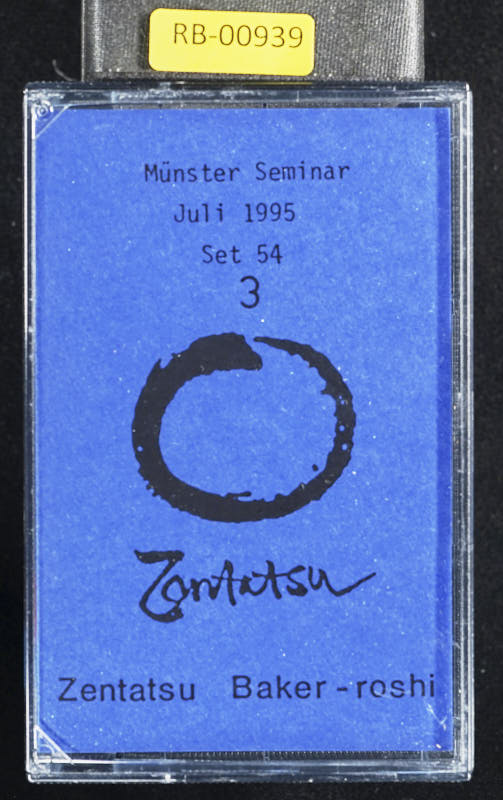 RB-00939
Münster Seminar
Juli 1995
Set 54
3
Zentatsu
Zentatsu Baker-roshi